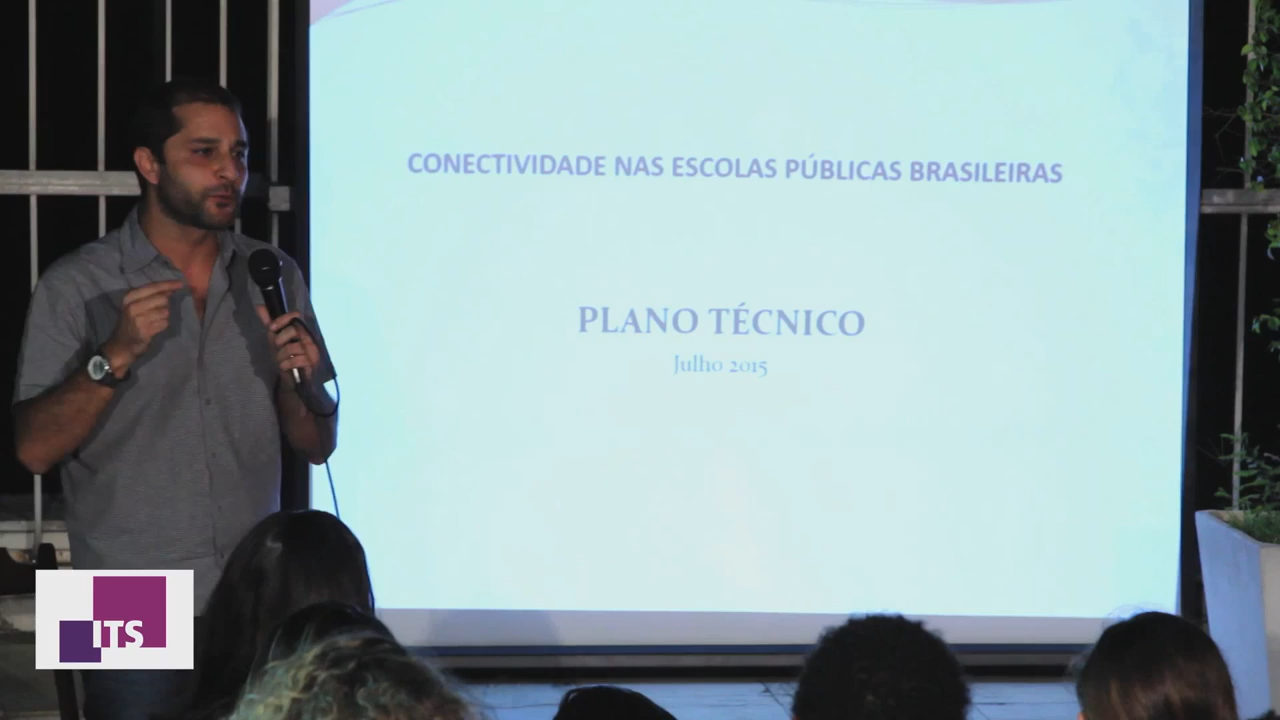 CONECTIVIDADE NAS ESCOLAS PÚBLICAS BRASILEIRAS
PLANO TÉCNICO
Julho 2015
ITS